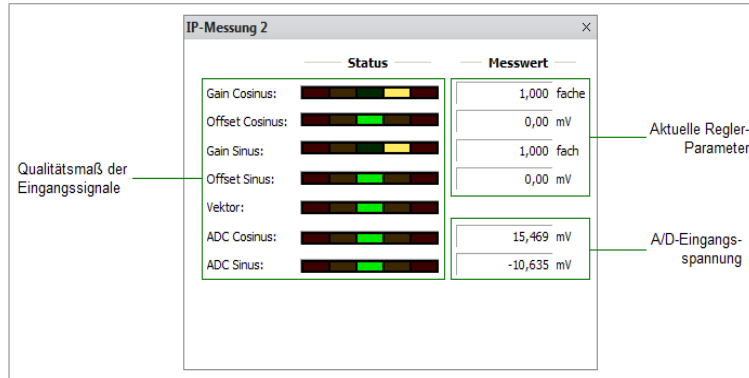 IP-Messung 2
Status Messwert
Gain Cosinus: 1,000 fache
Offset Cosinus: 0,00 mV
Gain Sinus: 1,000 fach
Offset Sinus: 0,00 mV
Vektor:
ADC Cosinus: 15,469 mV
ADC Sinus: -10,635 mV
Qualitätsmaß der
Eingangssignale
Aktuelle Regler-
Parameter
A/D-Eingangs-
spannung